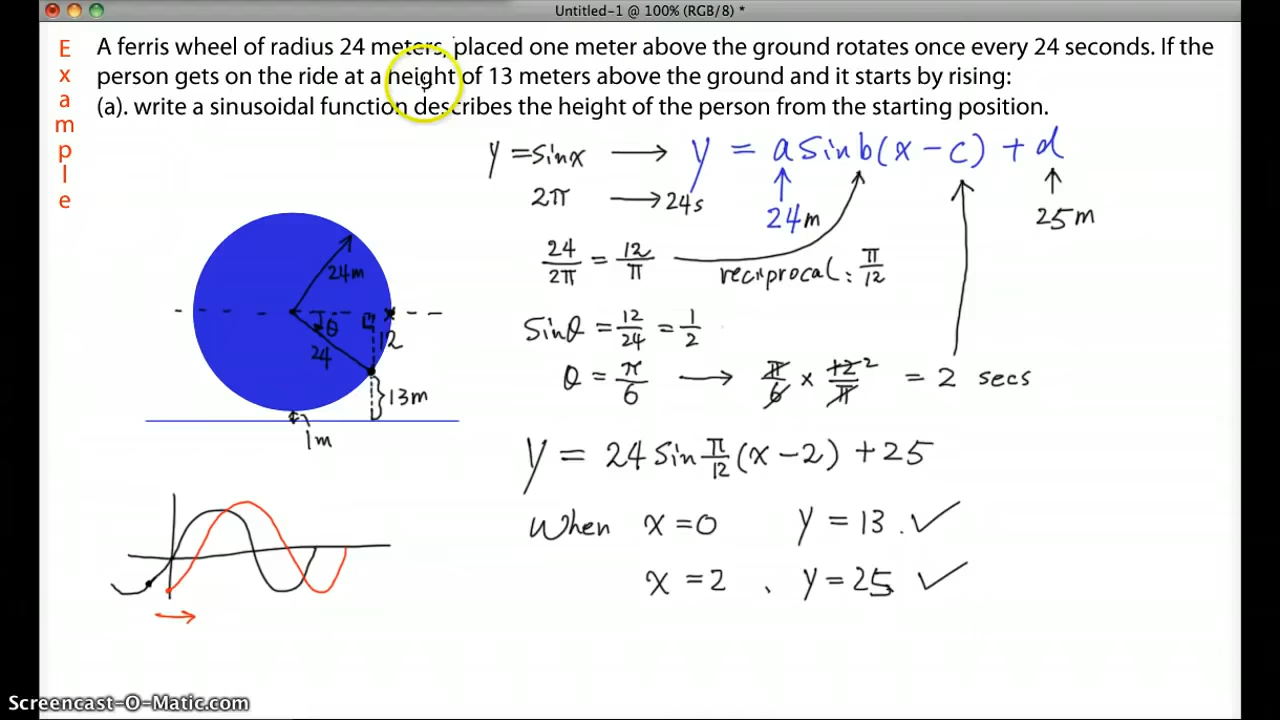 Untitled-1 @ 100% (RGB/8) *
Example
A ferris wheel of radius 24 meters, placed one meter above the ground rotates once every 24 seconds. If the
person gets on the ride at a height of 13 meters above the ground and it starts by rising:
(a). write a sinusoidal function describes the height of the person from the starting position.
y = sinx → y = a sin b(x - c) + d
2π → 24s
24m
25m
24/2π = 12/π
reciprocal: π/12
sinθ = 12/24 = 1/2
θ = π/6 → π/6 × 12/π 2 = 2 secs
24m
θ
24
12
13m
1m
y = 24 sin π/12 (x - 2) + 25
When x = 0 y = 13. ✓
x = 2, y = 25 ✓
Screencast-O-Matic.com